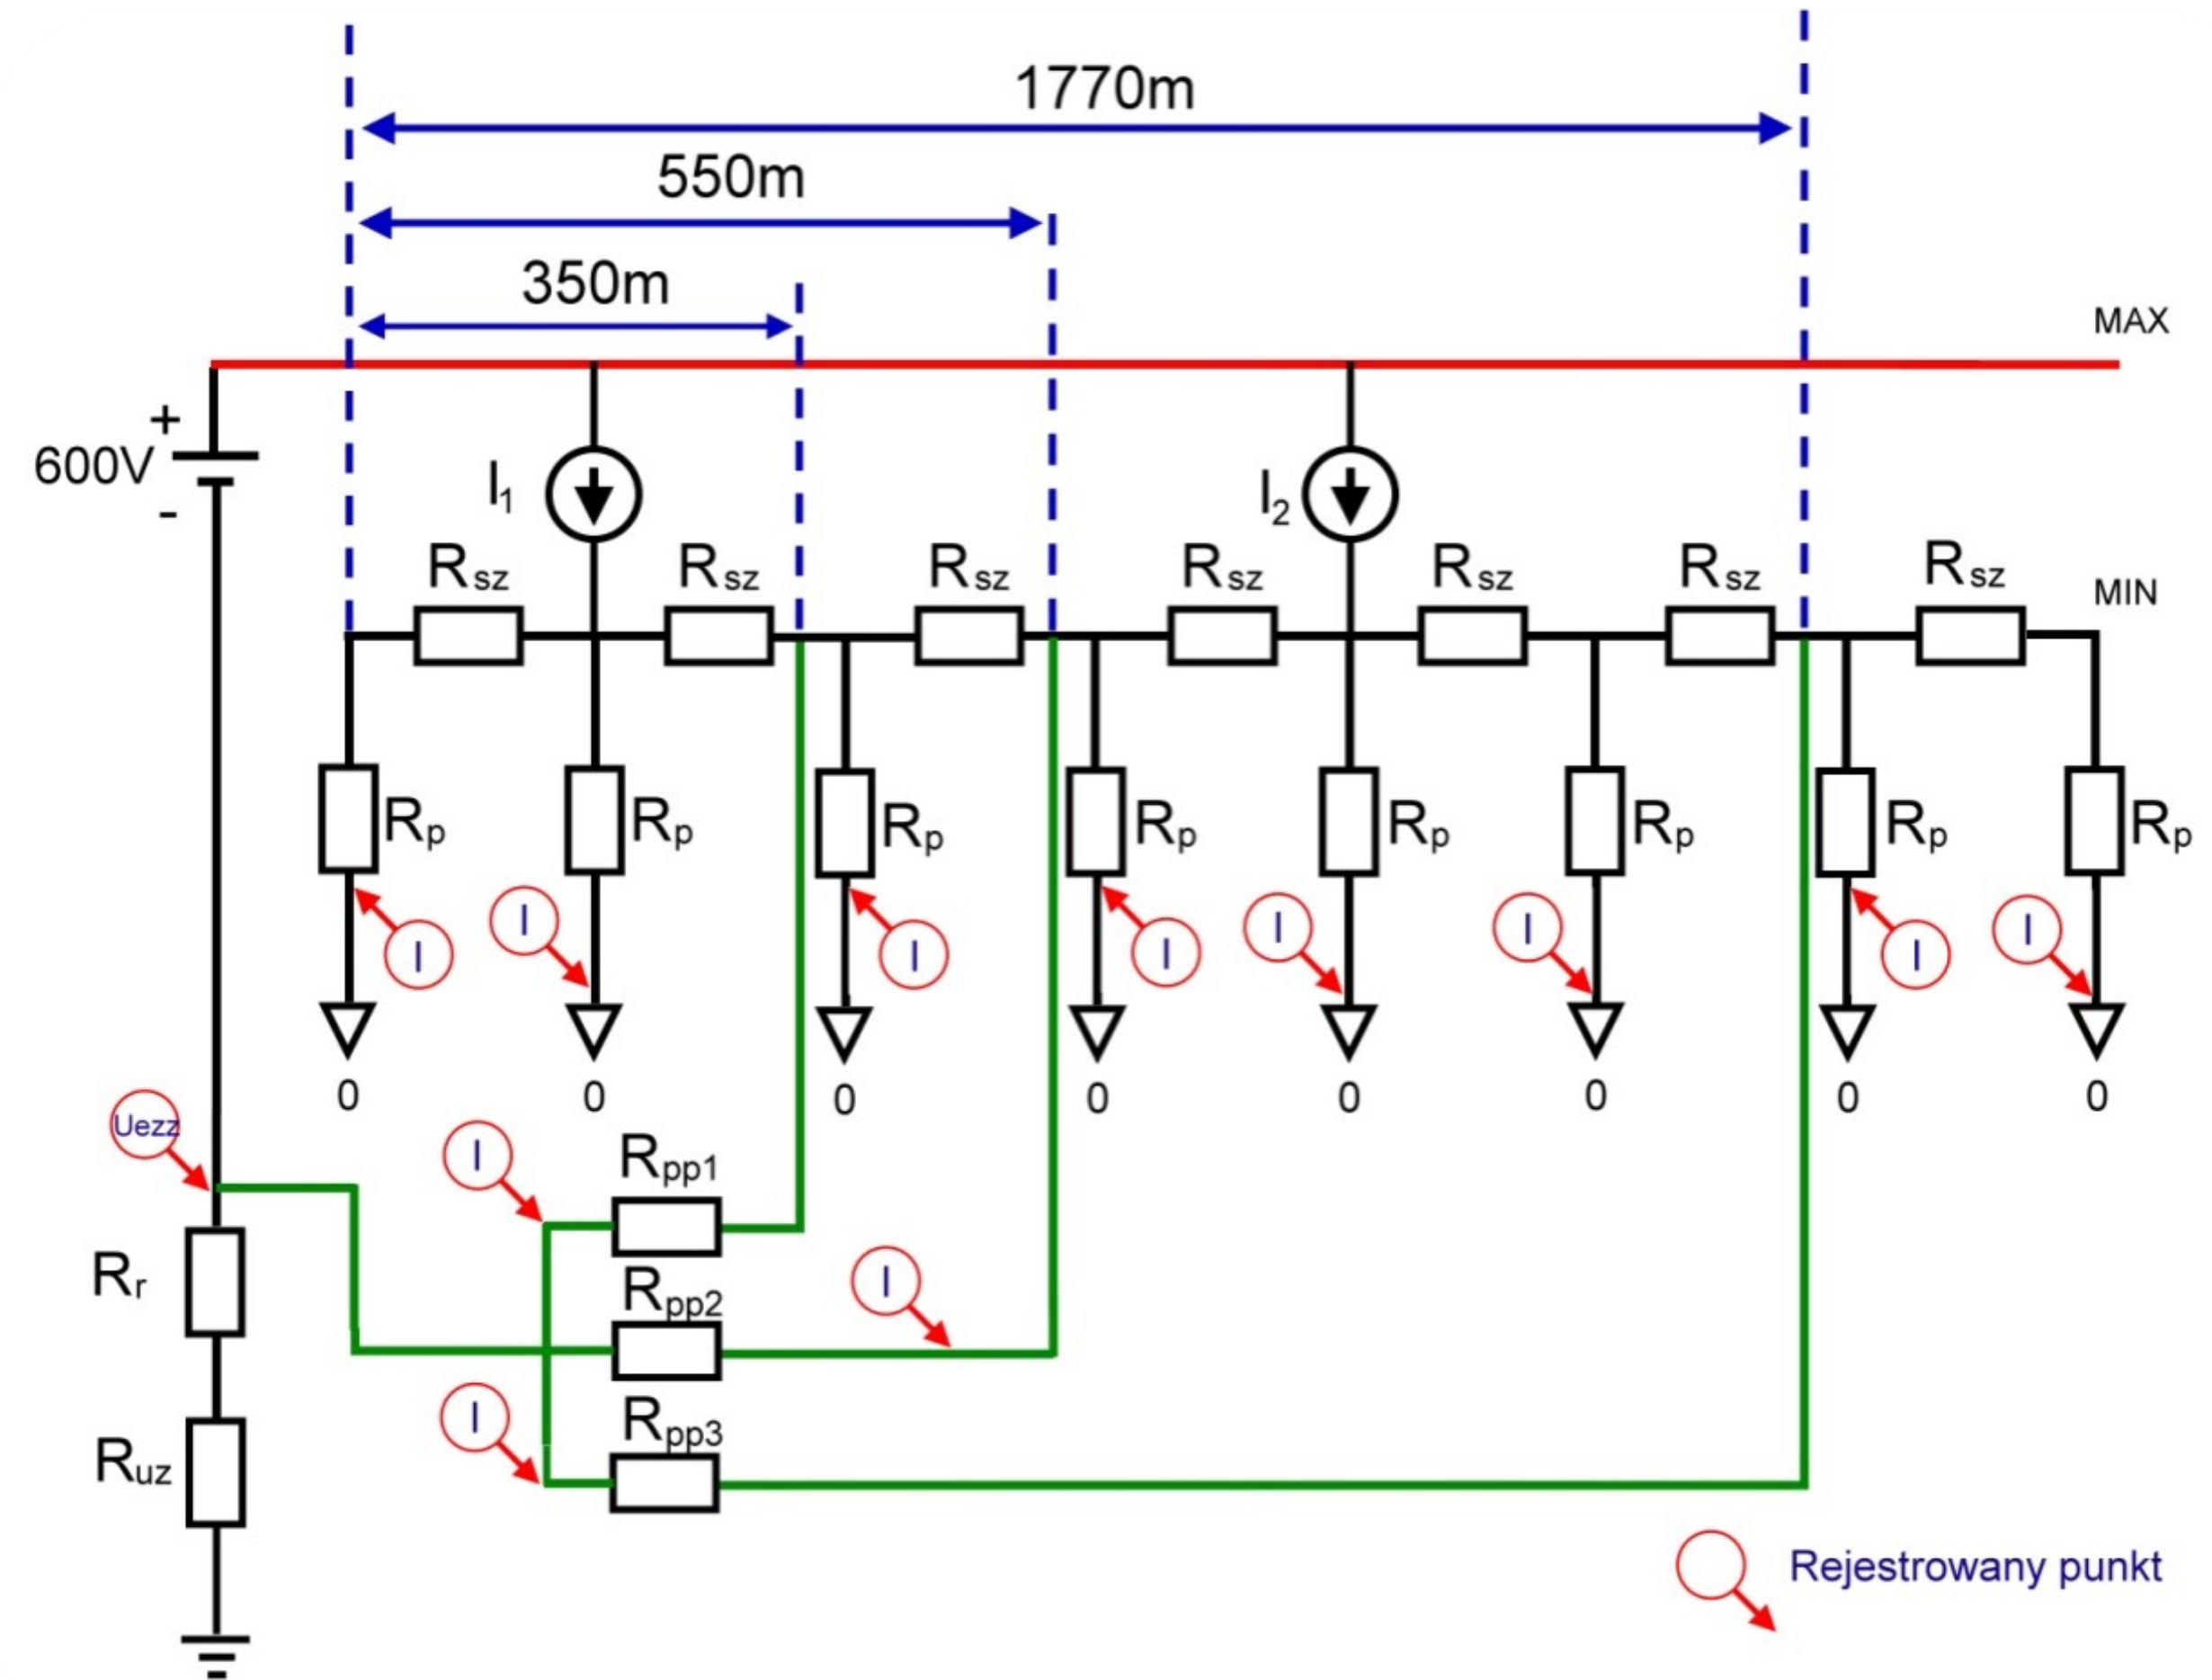 1770m
550m
350m
MAX
+
600V
-
I1
I2
Rsz Rsz Rsz Rsz Rsz Rsz Rsz
MIN
Rp Rp Rp Rp Rp Rp Rp Rp
I I I I I I I I
0 0 0 0 0 0 0 0
Uezz
I
Rpp1
Rr
Rpp2
I
I
Rpp3
Ruz
Rejestrowany punkt